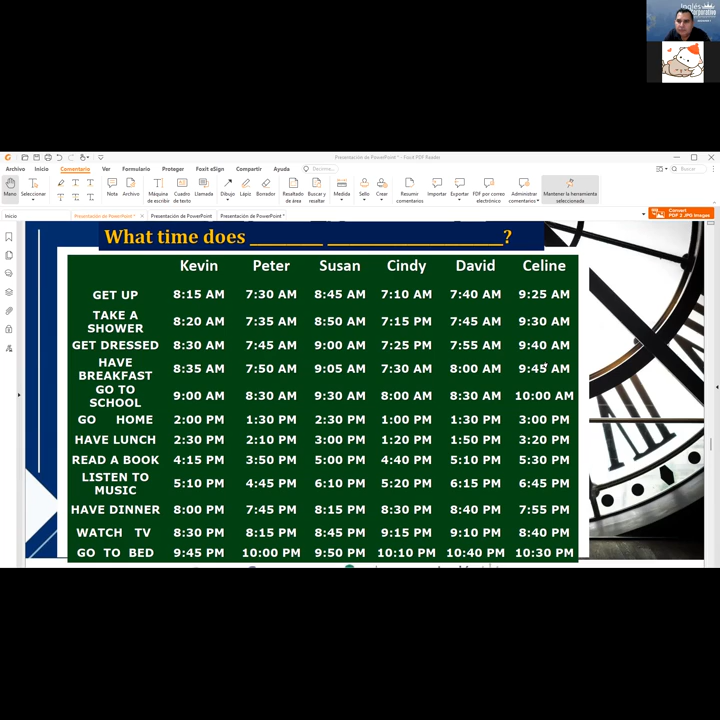 Inglés
corporativo
Presentación de PowerPoint * - Foxit PDF Reader
Archivo Inicio Comentario Ver Formulario Proteger Foxit eSign Compartir Ayuda Buscar
Mano Seleccionar Nota Archivo Máquina de escribir Cuadro de texto Llamada Dibujo Lápiz Borrador Resaltado de área Buscar y resaltar Medida Sello Crear Resumir comentarios Importar Exportar FDF por correo electrónico Administrar comentarios Mantener la herramienta seleccionada
Inicio Presentación de PowerPoint * Presentación de PowerPoint Presentación de PowerPoint *
Convert
PDF 2 JPG Images
What time does ________ ____________________?
Kevin Peter Susan Cindy David Celine
GET UP 8:15 AM 7:30 AM 8:45 AM 7:10 AM 7:40 AM 9:25 AM
TAKE A SHOWER 8:20 AM 7:35 AM 8:50 AM 7:15 PM 7:45 AM 9:30 AM
GET DRESSED 8:30 AM 7:45 AM 9:00 AM 7:25 PM 7:55 AM 9:40 AM
HAVE BREAKFAST 8:35 AM 7:50 AM 9:05 AM 7:30 AM 8:00 AM 9:45 AM
GO TO SCHOOL 9:00 AM 8:30 AM 9:30 AM 8:00 AM 8:30 AM 10:00 AM
GO HOME 2:00 PM 1:30 PM 2:30 PM 1:00 PM 1:30 PM 3:00 PM
HAVE LUNCH 2:30 PM 2:10 PM 3:00 PM 1:20 PM 1:50 PM 3:20 PM
READ A BOOK 4:15 PM 3:50 PM 5:00 PM 4:40 PM 5:10 PM 5:30 PM
LISTEN TO MUSIC 5:10 PM 4:45 PM 6:10 PM 5:20 PM 6:15 PM 6:45 PM
HAVE DINNER 8:00 PM 7:45 PM 8:15 PM 8:30 PM 8:40 PM 7:55 PM
WATCH TV 8:30 PM 8:15 PM 8:45 PM 9:15 PM 9:10 PM 8:40 PM
GO TO BED 9:45 PM 10:00 PM 9:50 PM 10:10 PM 10:40 PM 10:30 PM